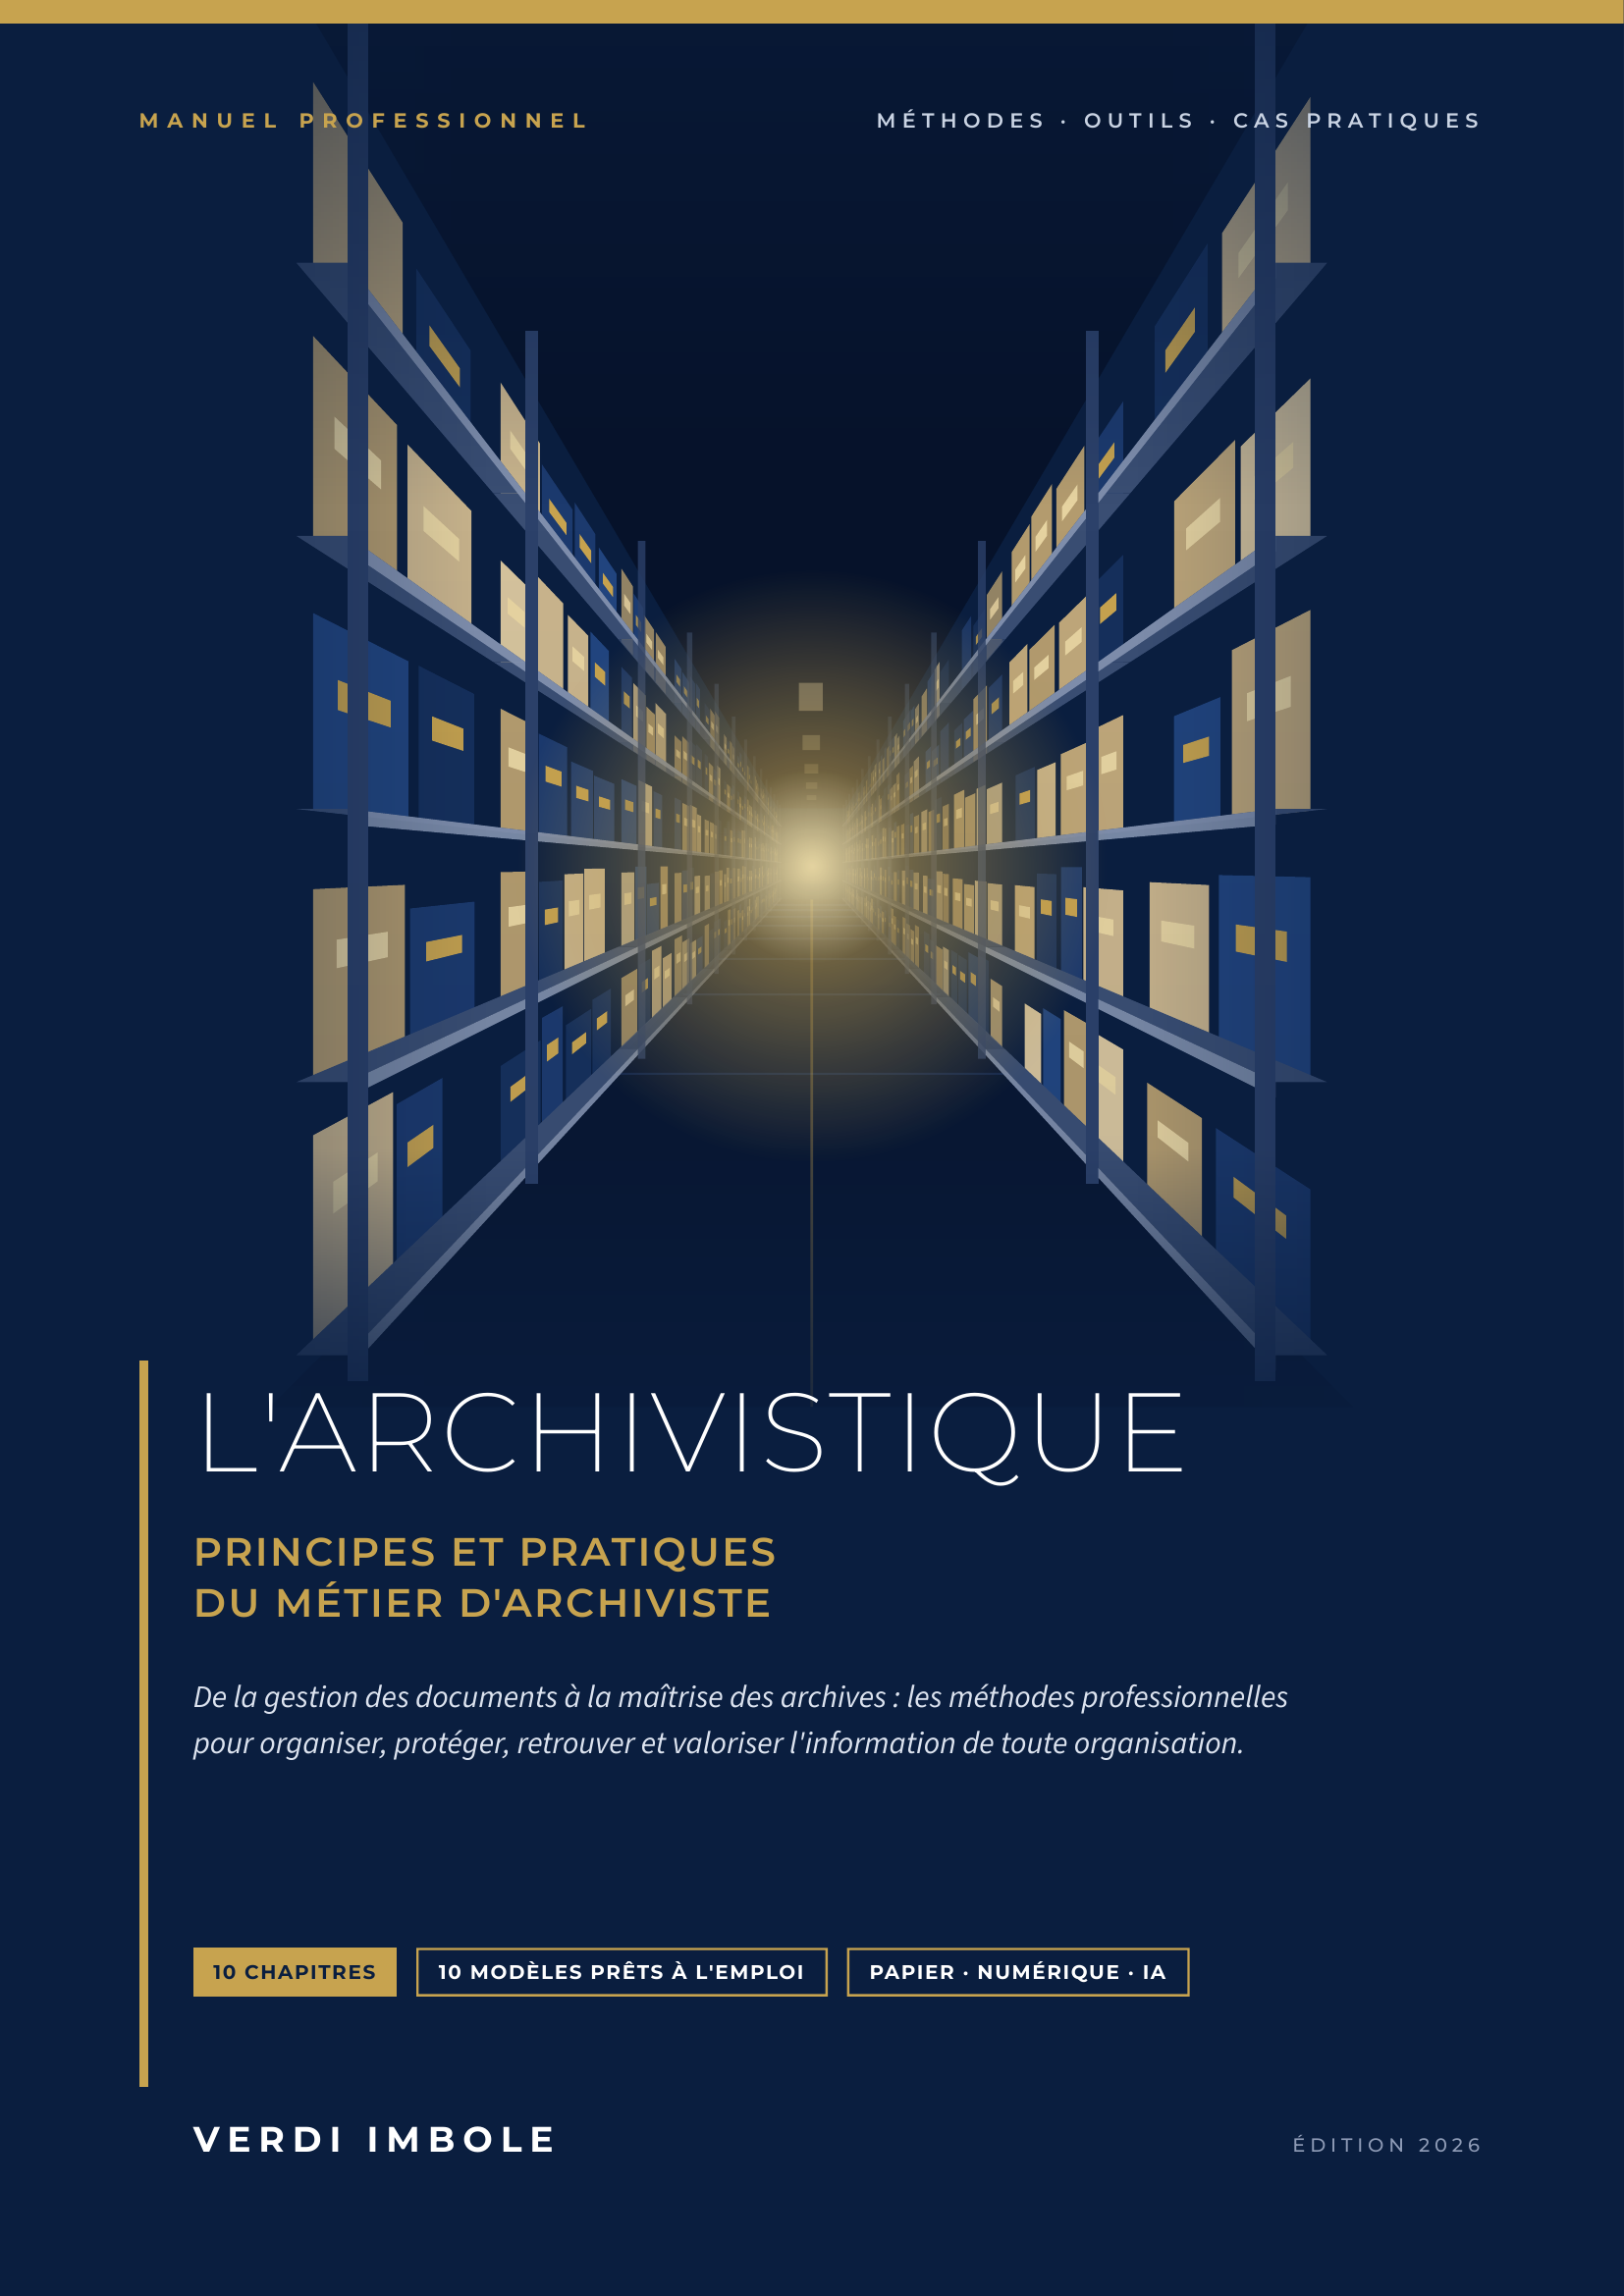 MANUEL PROFESSIONNEL
MÉTHODES · OUTILS · CAS PRATIQUES
L'ARCHIVISTIQUE
PRINCIPES ET PRATIQUES
DU MÉTIER D'ARCHIVISTE
De la gestion des documents à la maîtrise des archives : les méthodes professionnelles
pour organiser, protéger, retrouver et valoriser l'information de toute organisation.
10 CHAPITRES
10 MODÈLES PRÊTS À L'EMPLOI
PAPIER · NUMÉRIQUE · IA
VERDI IMBOLE
ÉDITION 2026